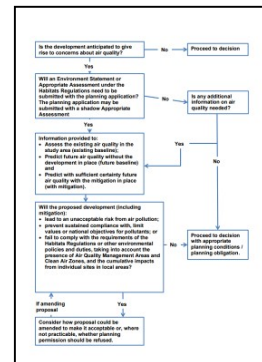 Is the development anticipated to give
rise to concerns about air quality?
No
Proceed to decision
Yes
Will an Environment Statement or
Appropriate Assessment under the
Habitats Regulations need to be
submitted with the planning application?
The planning application may be
submitted with a shadow Appropriate
Assessment
No
Is any additional
information on air
quality needed?
Yes
Yes
No
Information provided to:
• Assess the existing air quality in the
study area (existing baseline);
• Predict future air quality without the
development in place (future baseline)
and
• Predict with sufficient certainty future
air quality with the mitigation in place
(with mitigation).
Will the proposed development (including
mitigation):
• lead to an unacceptable risk from air pollution;
• prevent sustained compliance with, limit
values or national objectives for pollutants; or
• fail to comply with the requirements of the
Habitats Regulations or other environmental
policies and duties, taking into account the
presence of Air Quality Management Areas and
Clean Air Zones, and the cumulative impacts
from individual sites in local areas?
No
Proceed to decision
with appropriate
planning conditions /
planning obligation.
If amending
proposal
Yes
Consider how proposal could be
amended to make it acceptable or, where
not practicable, whether planning
permission should be refused.